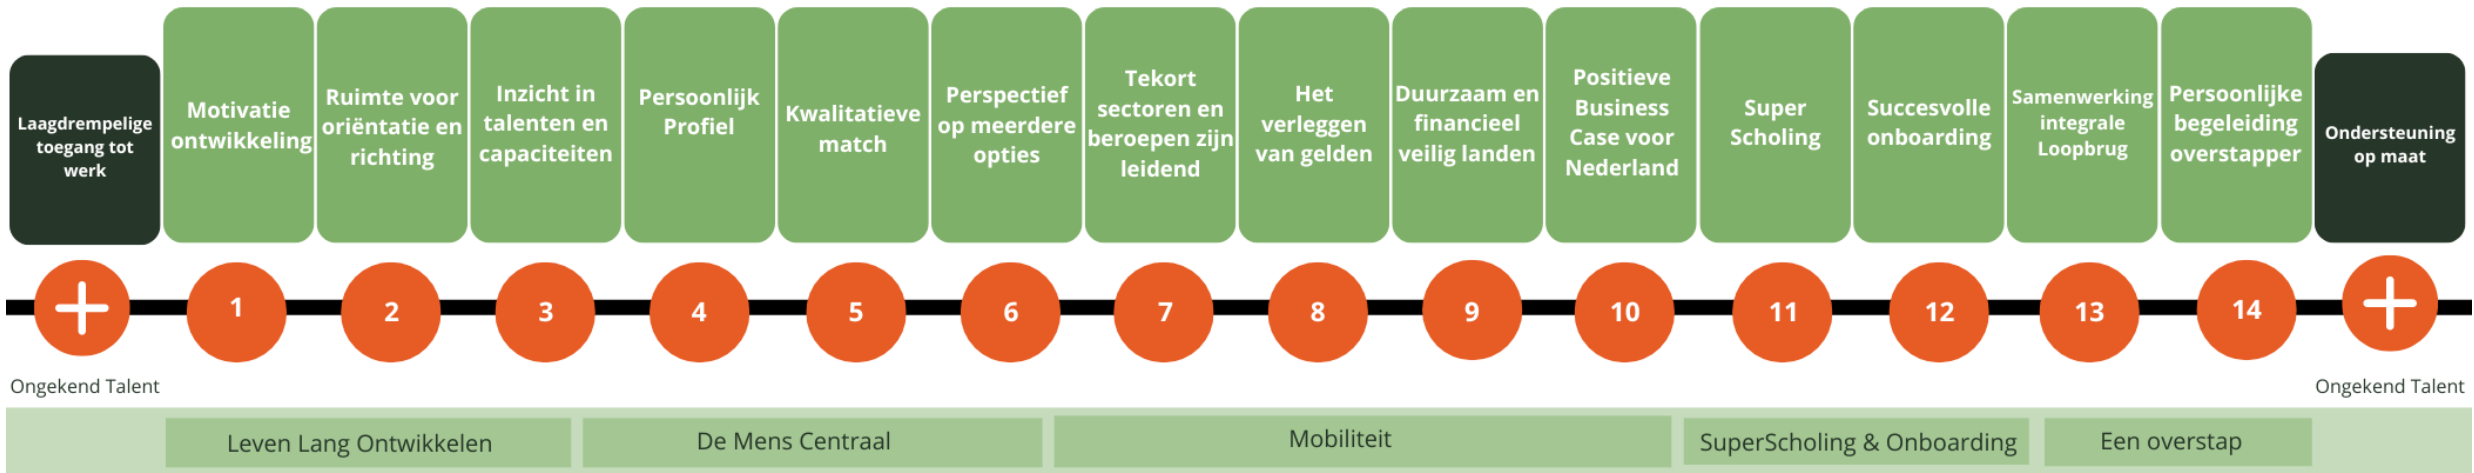 Laagdrempelige
toegang tot
werk
Motivatie
ontwikkeling
Ruimte voor
oriëntatie en
richting
Inzicht in
talenten en
capaciteiten
Persoonlijk
Profiel
Kwalitatieve
match
Perspectief
op meerdere
opties
Tekort
sectoren en
beroepen zijn
leidend
Het
verleggen
van gelden
Duurzaam en
financieel
veilig landen
Positieve
Business
Case voor
Nederland
Super
Scholing
Succesvolle
onboarding
Samenwerking
integrale
Loopbrug
Persoonlijke
begeleiding
overstapper
Ondersteuning
op maat
+
1
2
3
4
5
6
7
8
9
10
11
12
13
14
+
Ongekend Talent
Ongekend Talent
Leven Lang Ontwikkelen
De Mens Centraal
Mobiliteit
SuperScholing & Onboarding
Een overstap